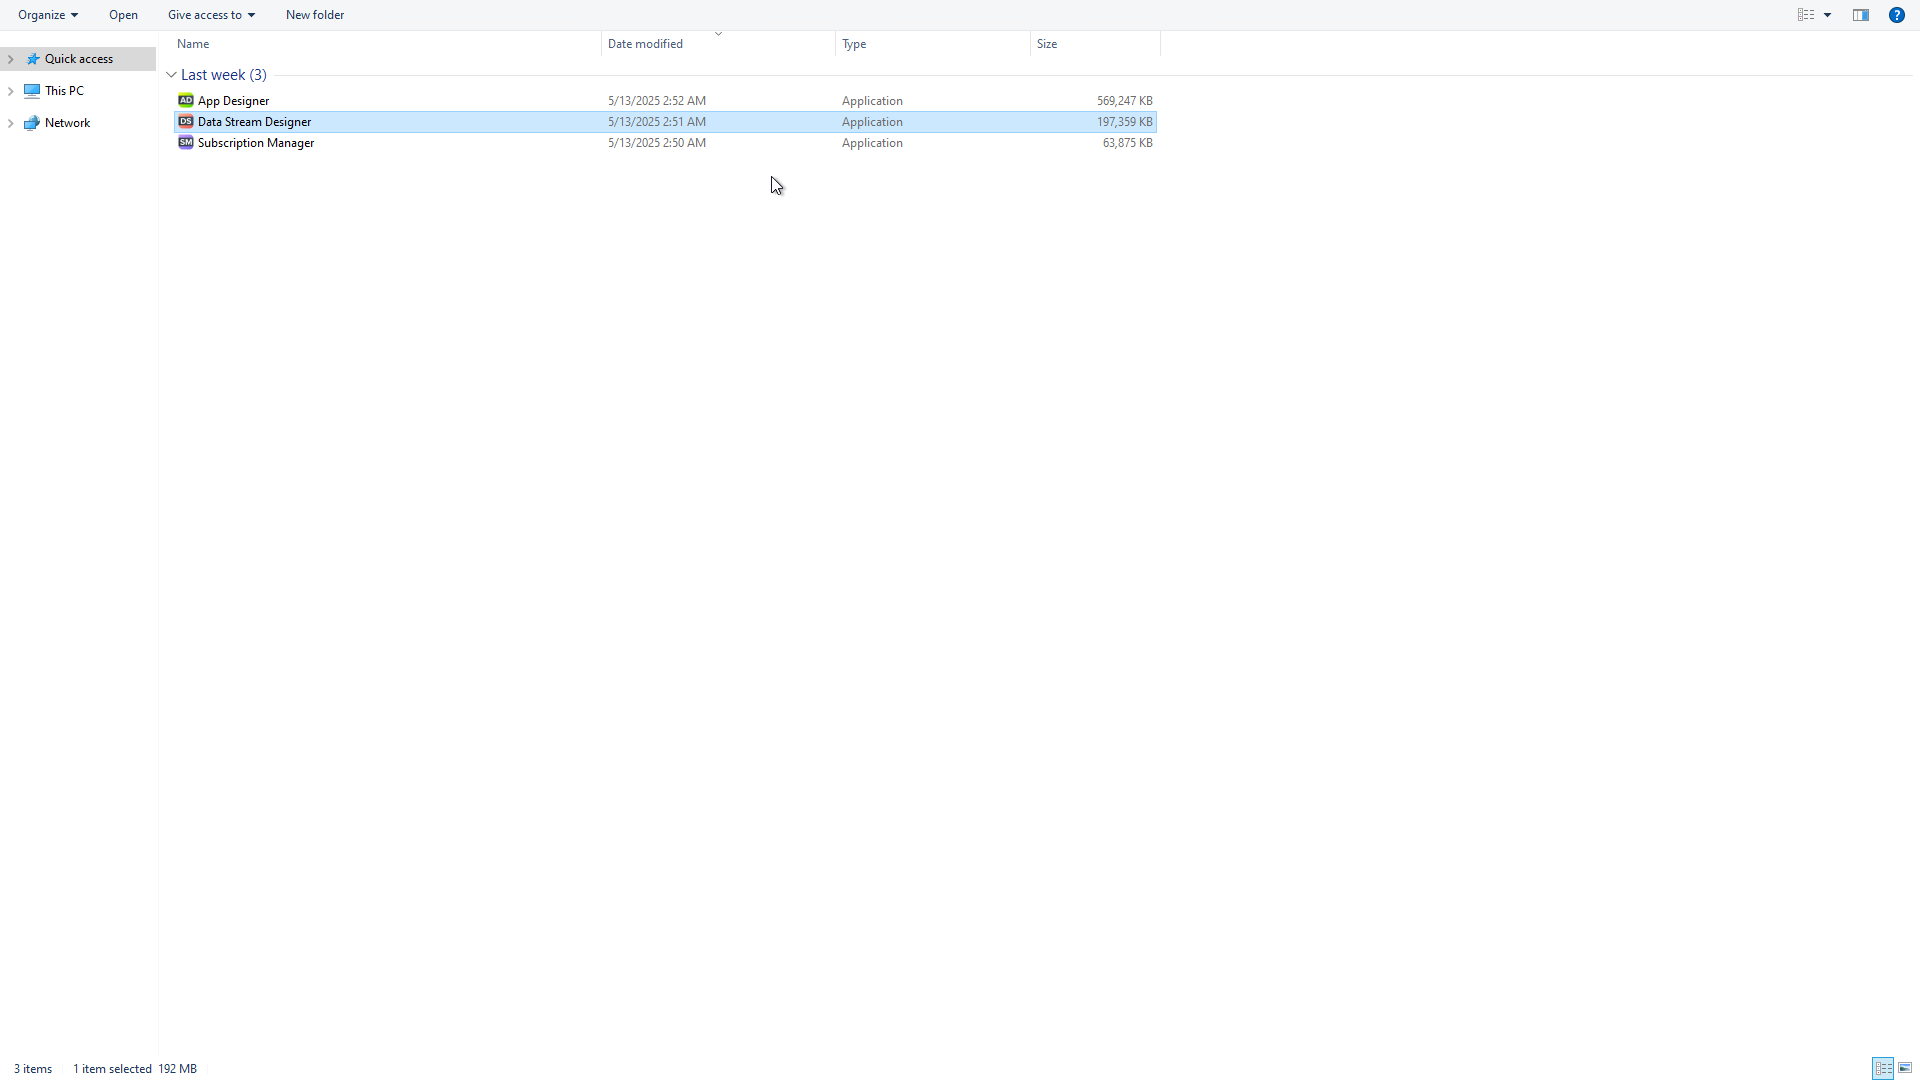 Organize Open Give access to New folder
Name Date modified Type Size
Quick access
Last week (3)
This PC
AD App Designer 5/13/2025 2:52 AM Application 569,247 KB
Network
DS Data Stream Designer 5/13/2025 2:51 AM Application 197,359 KB
SM Subscription Manager 5/13/2025 2:50 AM Application 63,875 KB
3 items 1 item selected 192 MB